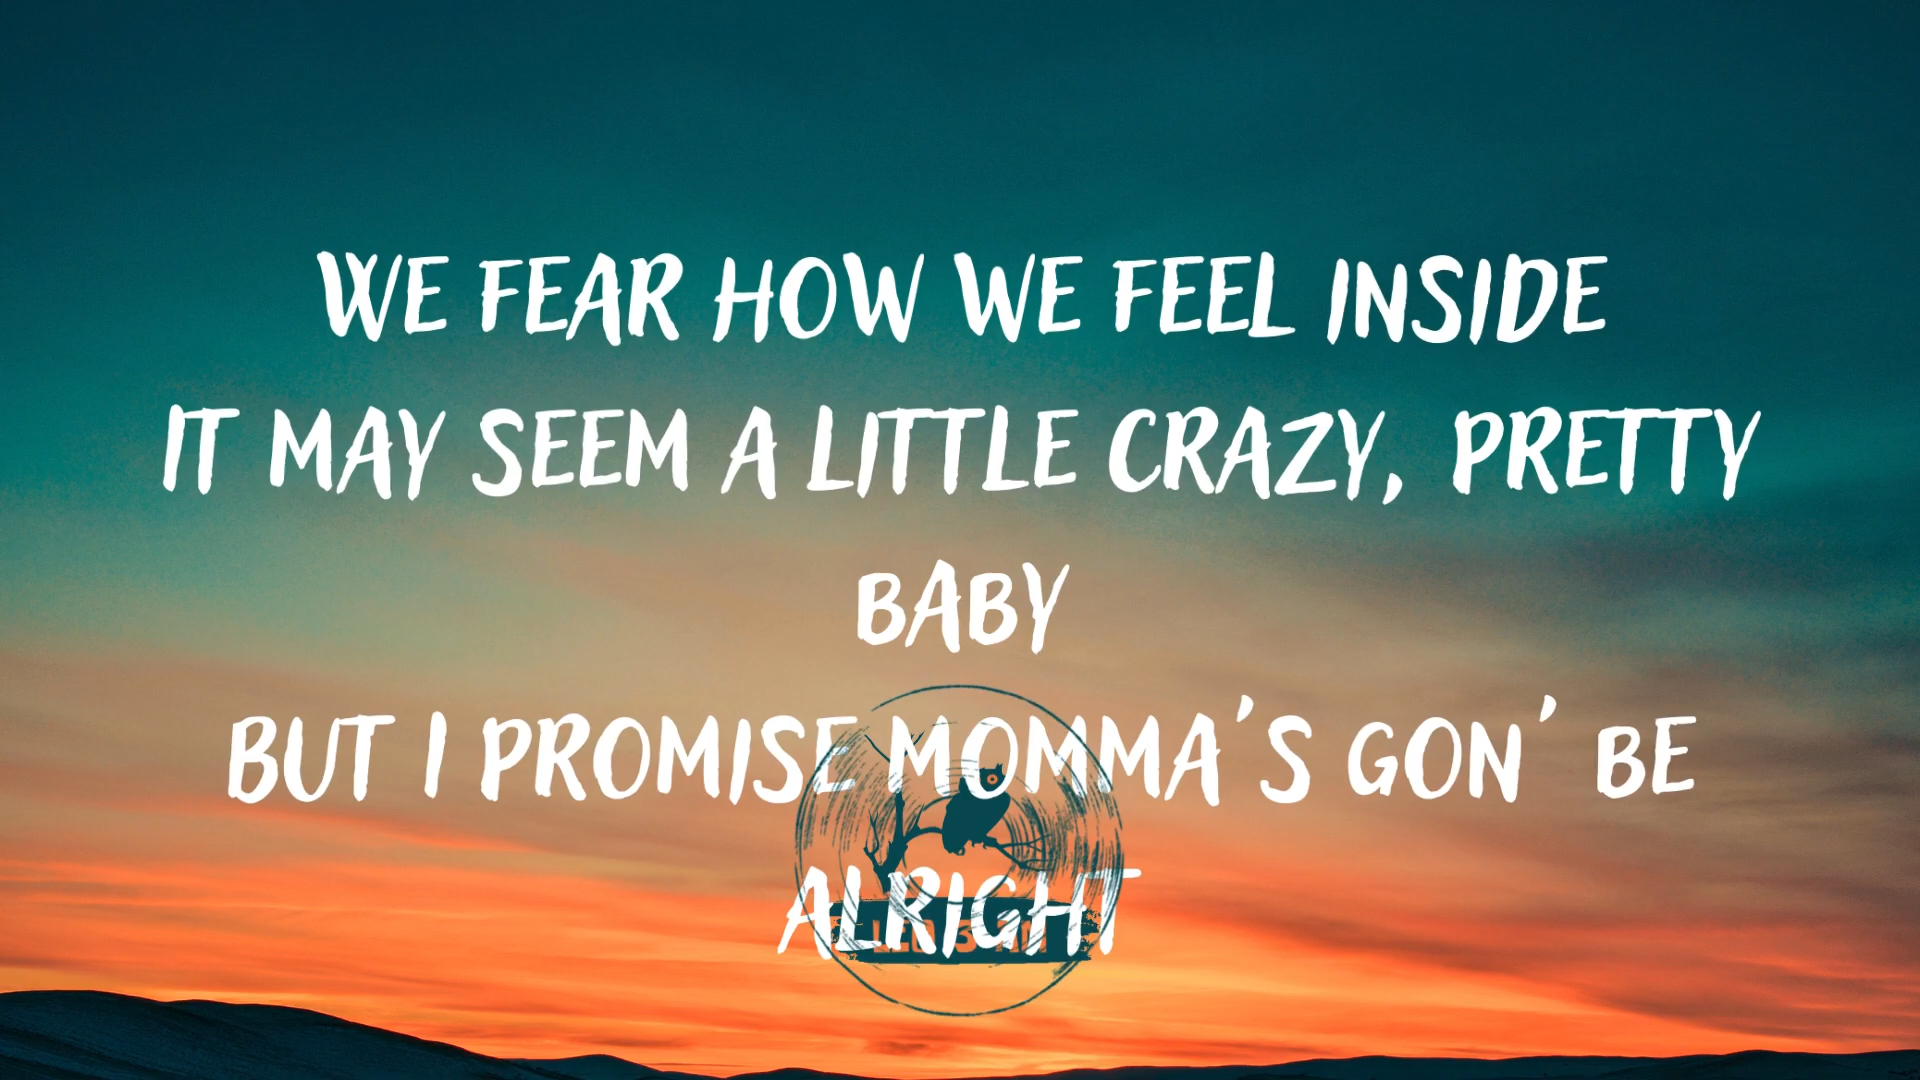 WE FEAR HOW WE FEEL INSIDE
IT MAY SEEM A LITTLE CRAZY, PRETTY
BABY
BUT I PROMISE MOMMA'S GON' BE
ALRIGHT